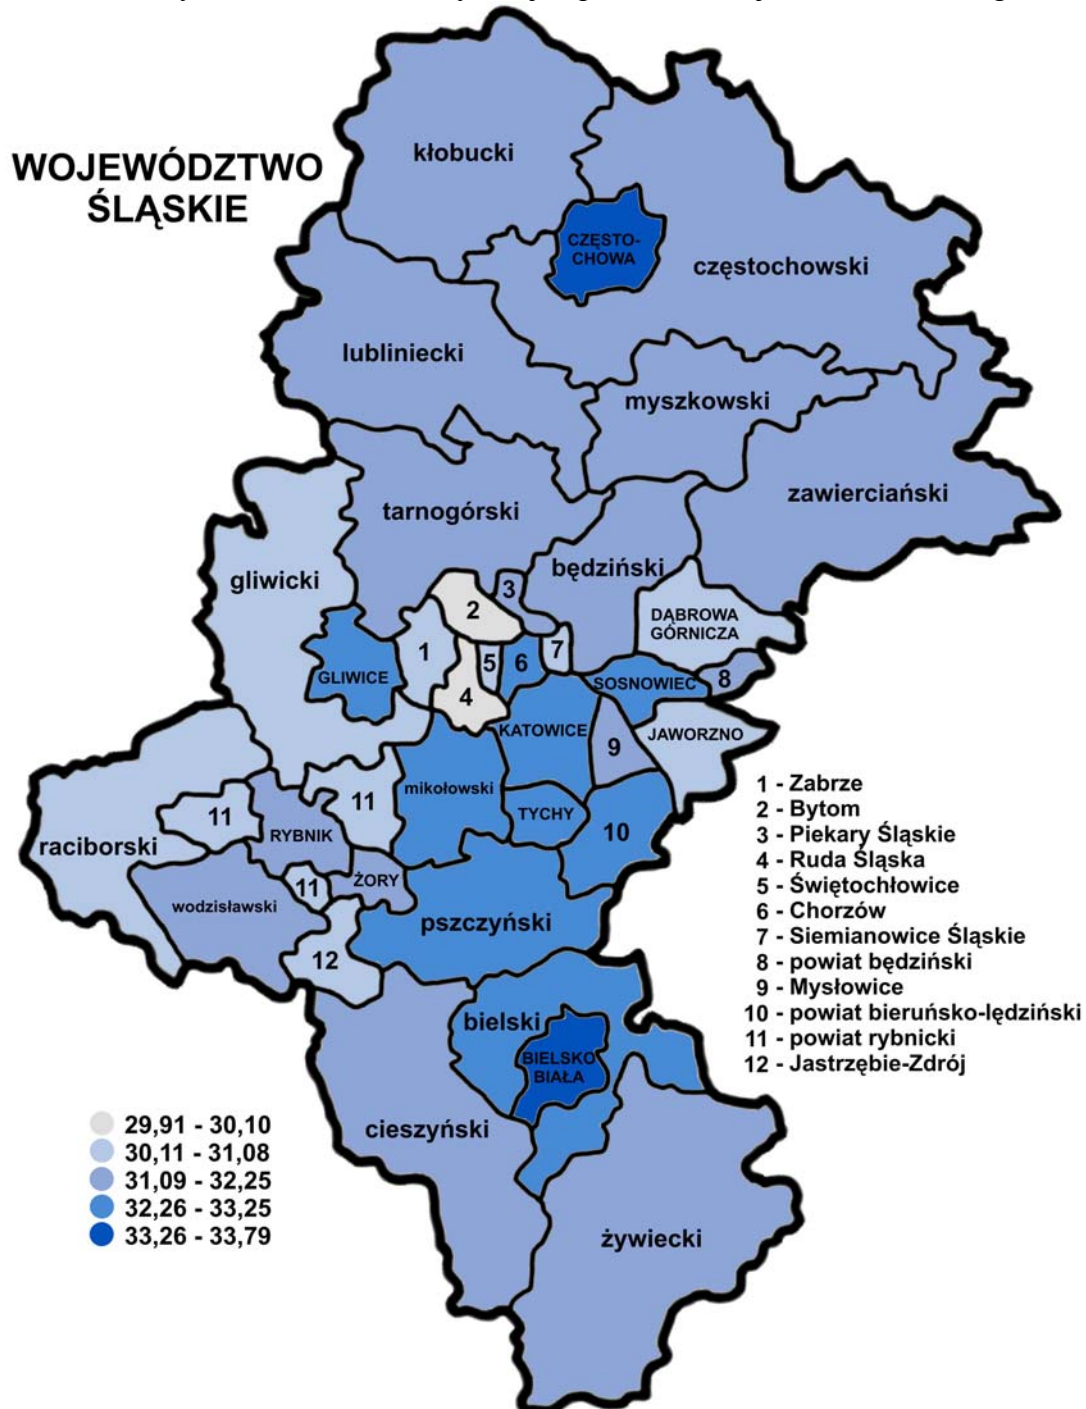 kłobucki
WOJEWÓDZTWO
ŚLĄSKIE
CZĘSTO-
CHOWA
częstochowski
lubliniecki
myszkowski
zawierciański
tarnogórski
będziński
gliwicki
3
2
DĄBROWA
GÓRNICZA
1
7
5
6
GLIWICE
8
SOSNOWIEC
4
KATOWICE
JAWORZNO
9
mikołowski
11
11
TYCHY
10
RYBNIK
raciborski
ŻORY
11
wodzisławski
pszczyński
12
1 - Zabrze
2 - Bytom
3 - Piekary Śląskie
4 - Ruda Śląska
5 - Świętochłowice
6 - Chorzów
7 - Siemianowice Śląskie
8 - powiat będziński
9 - Mysłowice
10 - powiat bieruńsko-lędziński
11 - powiat rybnicki
12 - Jastrzębie-Zdrój
bielski
BIELSKO
BIAŁA
cieszyński
29,91 - 30,10
30,11 - 31,08
31,09 - 32,25
32,26 - 33,25
33,26 - 33,79
żywiecki